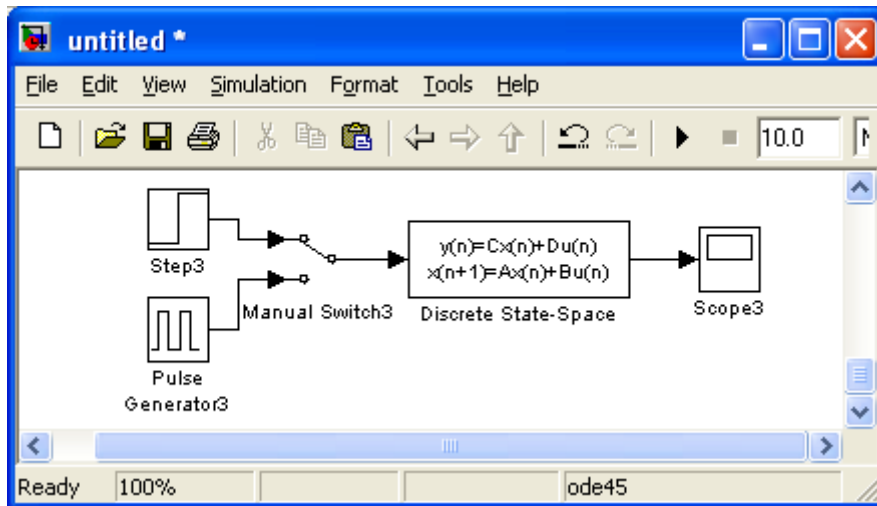 untitled *
File Edit View Simulation Format Tools Help
10.0
Step3
Manual Switch3
y(n)=Cx(n)+Du(n)
x(n+1)=Ax(n)+Bu(n)
Discrete State-Space
Scope3
Pulse
Generator3
Ready 100% ode45